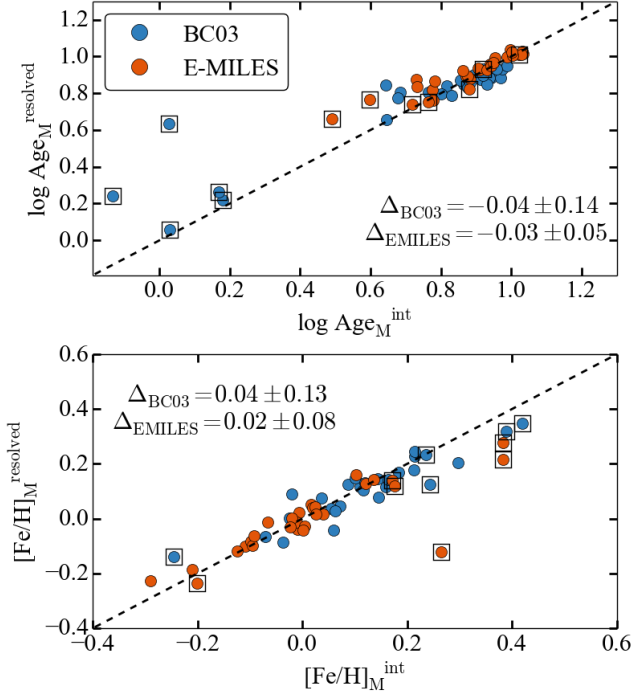 BC03
E-MILES
1.2
1.0
0.8
0.6
0.4
0.2
0.0
log Age_M^resolved
Δ_BC03 = −0.04 ± 0.14
Δ_EMILES = −0.03 ± 0.05
0.0 0.2 0.4 0.6 0.8 1.0 1.2
log Age_M^int
0.6
0.4
0.2
0.0
−0.2
−0.4
[Fe/H]_M^resolved
Δ_BC03 = 0.04 ± 0.13
Δ_EMILES = 0.02 ± 0.08
−0.4 −0.2 0.0 0.2 0.4 0.6
[Fe/H]_M^int